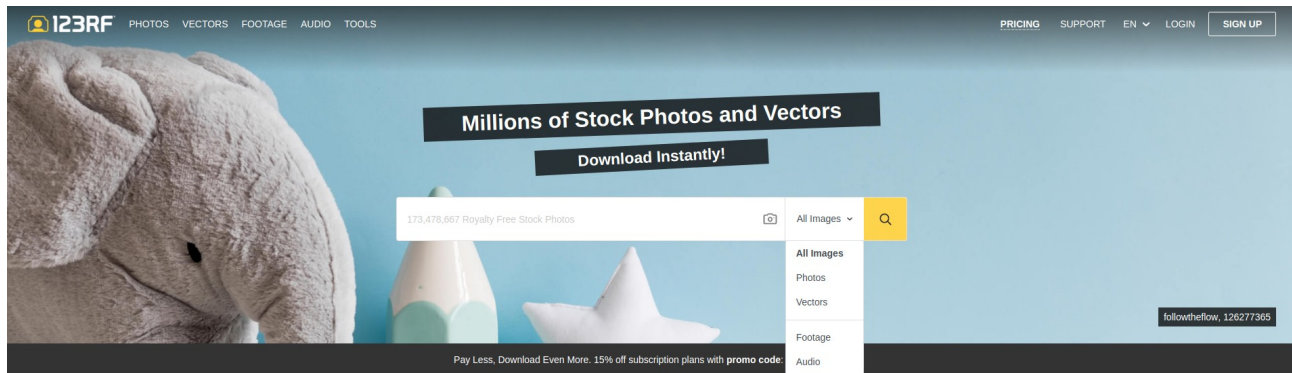 123RF PHOTOS VECTORS FOOTAGE AUDIO TOOLS PRICING SUPPORT EN LOGIN SIGN UP
Millions of Stock Photos and Vectors
Download Instantly!
173,478,667 Royalty Free Stock Photos All Images
All Images
Photos
Vectors
followtheflow, 126277365
Footage
Pay Less, Download Even More. 15% off subscription plans with promo code:
Audio